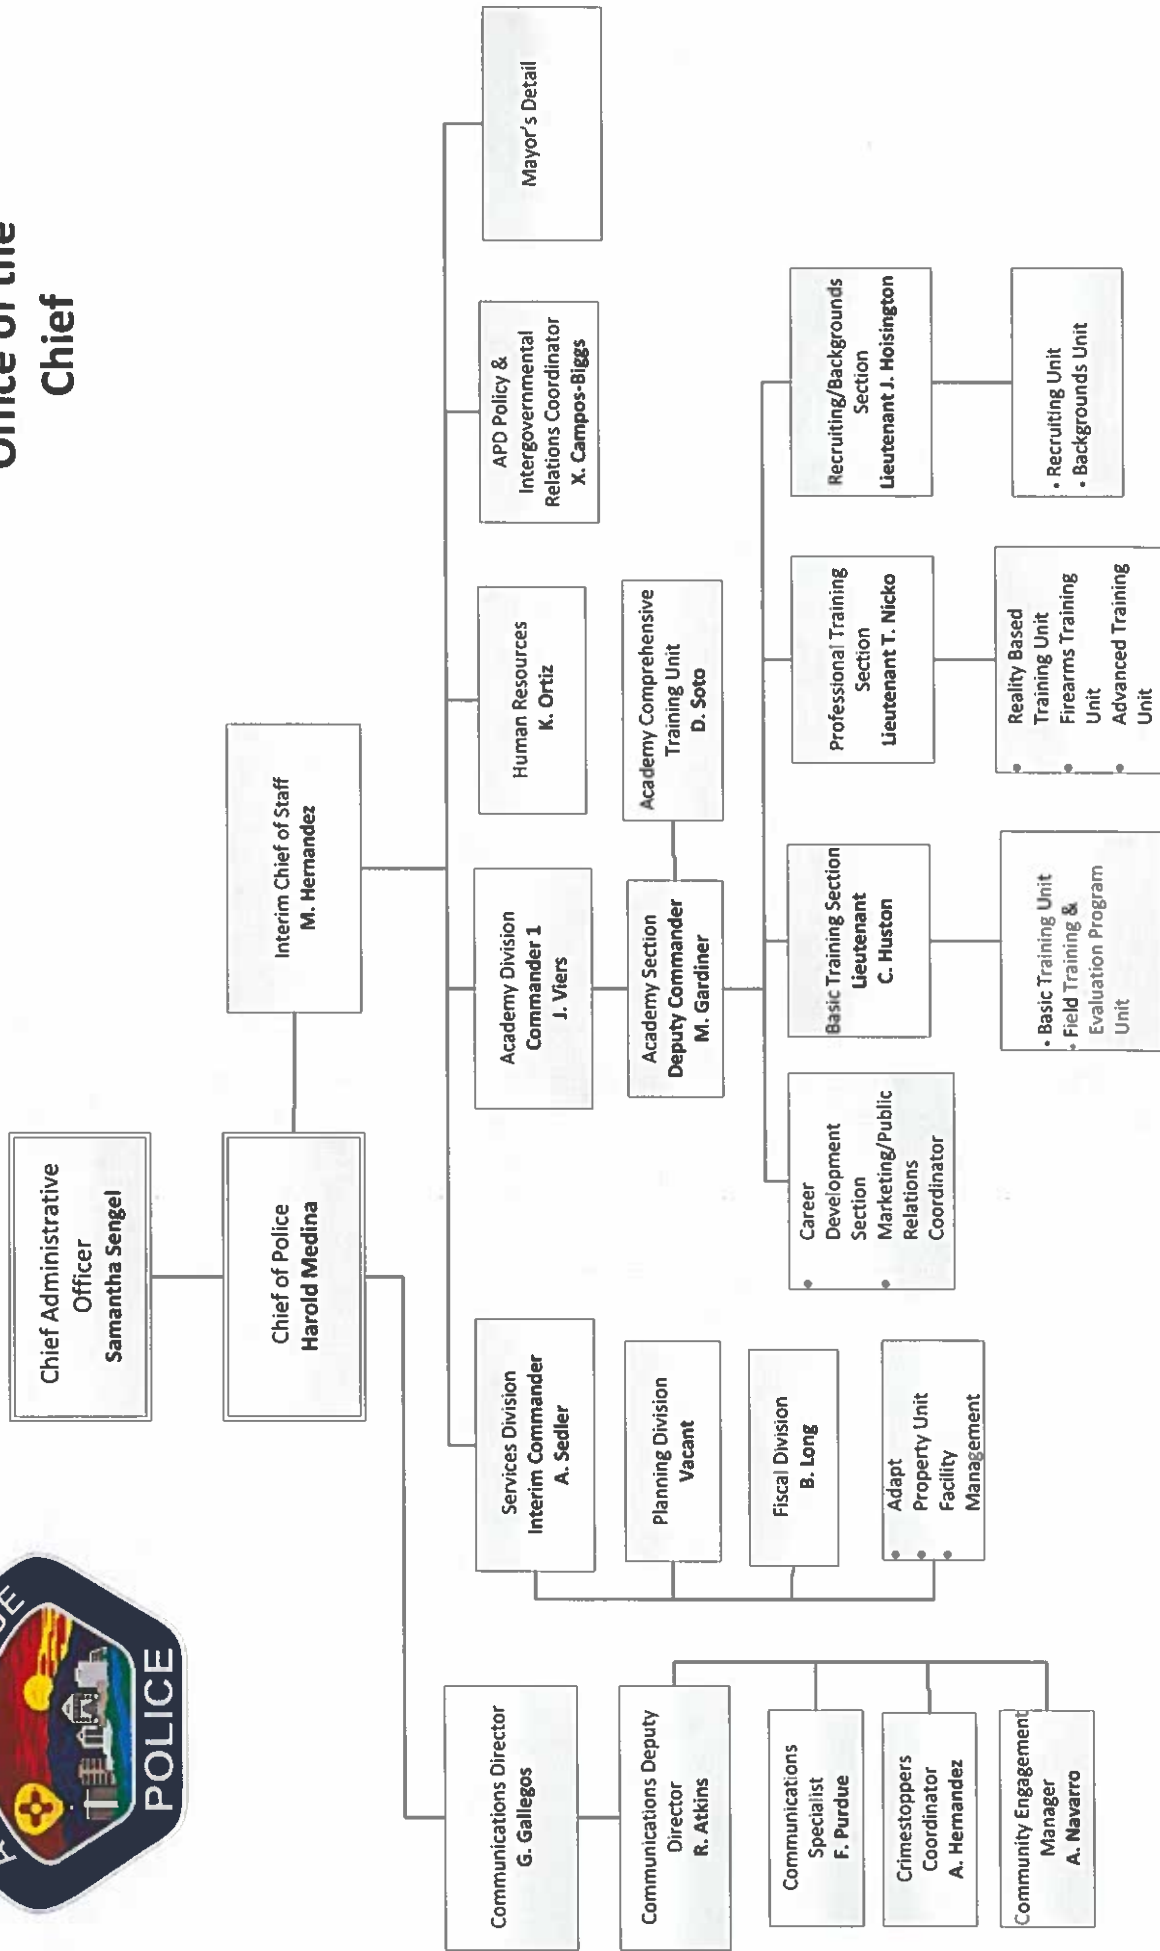 Office of the
Chief
POLICE
Chief Administrative
Officer
Samantha Sengel
Chief of Police
Harold Medina
Interim Chief of Staff
M. Hernandez
Communications Director
G. Gallegos
Communications Deputy
Director
R. Atkins
Communications
Specialist
F. Purdue
Crimestoppers
Coordinator
A. Hernandez
Community Engagement
Manager
A. Navarro
Services Division
Interim Commander
A. Sedler
Planning Division
Vacant
Fiscal Division
B. Long
• Adapt
• Property Unit
• Facility
Management
Academy Division
Commander 1
J. Viers
Academy Section
Deputy Commander
M. Gardiner
Academy Comprehensive
Training Unit
D. Soto
Human Resources
K. Ortiz
APD Policy &
Intergovernmental
Relations Coordinator
X. Campos-Biggs
Mayor's Detail
• Career
Development
Section
• Marketing/Public
Relations
Coordinator
Basic Training Section
Lieutenant
C. Huston
• Basic Training Unit
• Field Training &
Evaluation Program
Unit
Professional Training
Section
Lieutenant T. Nicko
• Reality Based
Training Unit
• Firearms Training
Unit
• Advanced Training
Unit
Recruiting/Backgrounds
Section
Lieutenant J. Hoisington
• Recruiting Unit
• Backgrounds Unit